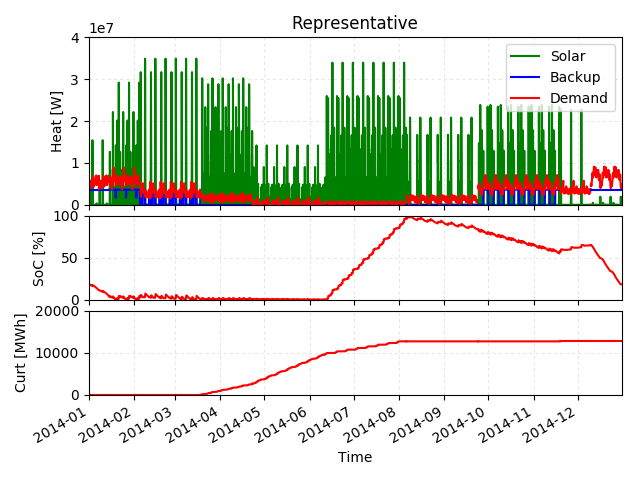 Representative
1e7
4
3
2
1
0
Heat [W]
Solar
Backup
Demand
100
50
0
SoC [%]
20000
10000
0
Curt [MWh]
2014-01
2014-02
2014-03
2014-04
2014-05
2014-06
2014-07
2014-08
2014-09
2014-10
2014-11
2014-12
Time